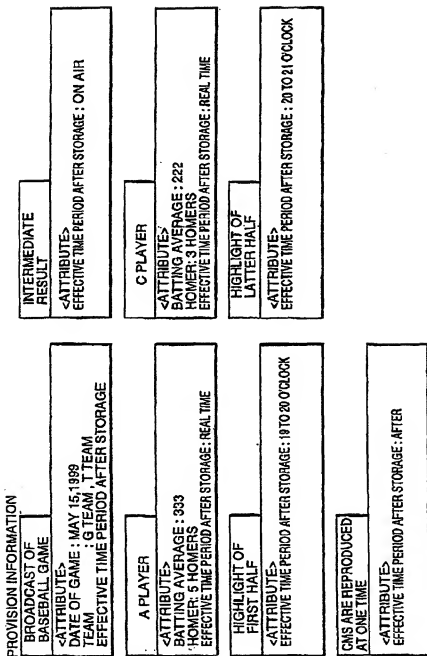 PROVISION INFORMATION
BROADCAST OF
BASEBALL GAME
<ATTRIBUTE>
DATE OF GAME : MAY 15,1999
TEAM : G TEAM , T TEAM
EFFECTIVE TIME PERIOD AFTER STORAGE
INTERMEDIATE
RESULT
<ATTRIBUTE>
EFFECTIVE TIME PERIOD AFTER STORAGE : ON AIR
A PLAYER
<ATTRIBUTE>
BATTING AVERAGE : 333
HOMER: 5 HOMERS
EFFECTIVE TIME PERIOD AFTER STORAGE : REAL TIME
C PLAYER
<ATTRIBUTE>
BATTING AVERAGE : 222
HOMER: 3 HOMERS
EFFECTIVE TIME PERIOD AFTER STORAGE : REAL TIME
HIGHLIGHT OF
FIRST HALF
<ATTRIBUTE>
EFFECTIVE TIME PERIOD AFTER STORAGE : 19 TO 20 O'CLOCK
HIGHLIGHT OF
LATTER HALF
<ATTRIBUTE>
EFFECTIVE TIME PERIOD AFTER STORAGE : 20 TO 21 O'CLOCK
CMS ARE REPRODUCED
AT ONE TIME
<ATTRIBUTE>
EFFECTIVE TIME PERIOD AFTER STORAGE : AFTER